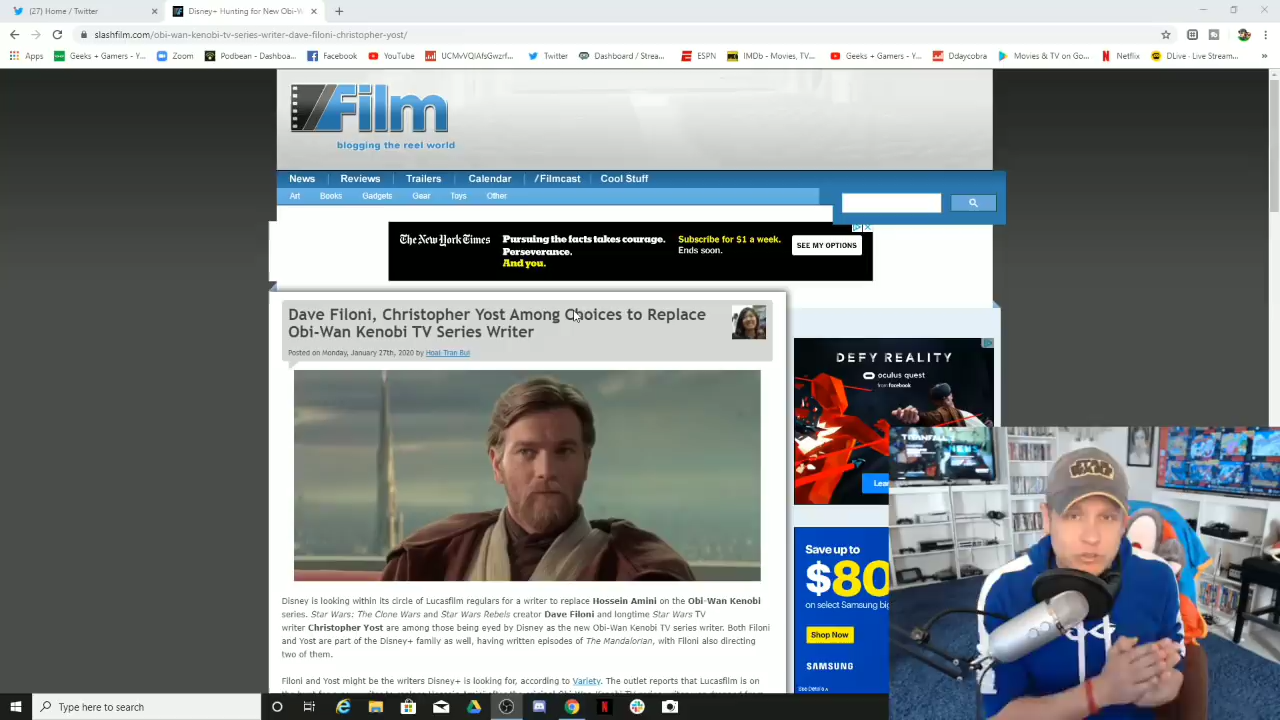 (27) Home / Twitter
Disney+ Hunting for New Obi-W
slashfilm.com/obi-wan-kenobi-tv-series-writer-dave-filoni-christopher-yost/
Apps
Geeks + Gamers - Y...
Zoom
Podbean - Dashboar...
Facebook
YouTube
UCMvVQIAfsGwzrf...
Twitter
Dashboard / Strea...
ESPN
IMDb - Movies, TV...
Geeks + Gamers - Y...
Ddaycobra
Movies & TV on Go...
Netflix
DLive · Live Stream...
/Film
blogging the reel world
News Reviews Trailers Calendar /Filmcast Cool Stuff
Art Books Gadgets Gear Toys Other
The New York Times
Pursuing the facts takes courage.
Perseverance.
And you.
Subscribe for $1 a week.
Ends soon.
SEE MY OPTIONS
Dave Filoni, Christopher Yost Among Choices to Replace
Obi-Wan Kenobi TV Series Writer
Posted on Monday, January 27th, 2020 by Hoai-Tran Bui
Disney is looking within its circle of Lucasfilm regulars for a writer to replace Hossein Amini on the Obi-Wan Kenobi
series. Star Wars: The Clone Wars and Star Wars Rebels creator Dave Filoni and longtime Star Wars TV
writer Christopher Yost are among those being eyed by Disney as the new Obi-Wan Kenobi TV series writer. Both Filoni
and Yost are part of the Disney+ family as well, having written episodes of The Mandalorian, with Filoni also directing
two of them.
Filoni and Yost might be the writers Disney+ is looking for, according to Variety. The outlet reports that Lucasfilm is on
DEFY REALITY
oculus quest
from facebook
Lear
Save up to
$80
on select Samsung big
Shop Now
SAMSUNG
See Details
STAR WARS
Type here to search